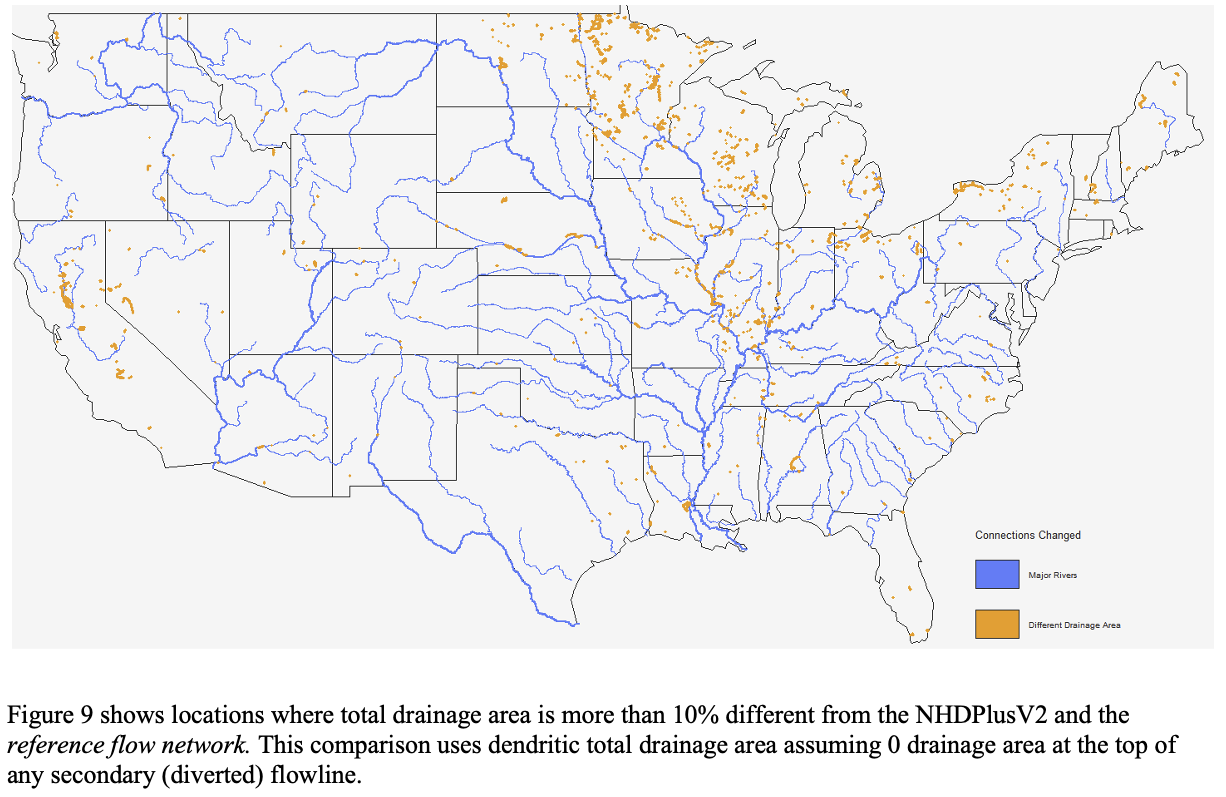 Connections Changed
Major Rivers
Different Drainage Area
Figure 9 shows locations where total drainage area is more than 10% different from the NHDPlusV2 and the
reference flow network. This comparison uses dendritic total drainage area assuming 0 drainage area at the top of
any secondary (diverted) flowline.